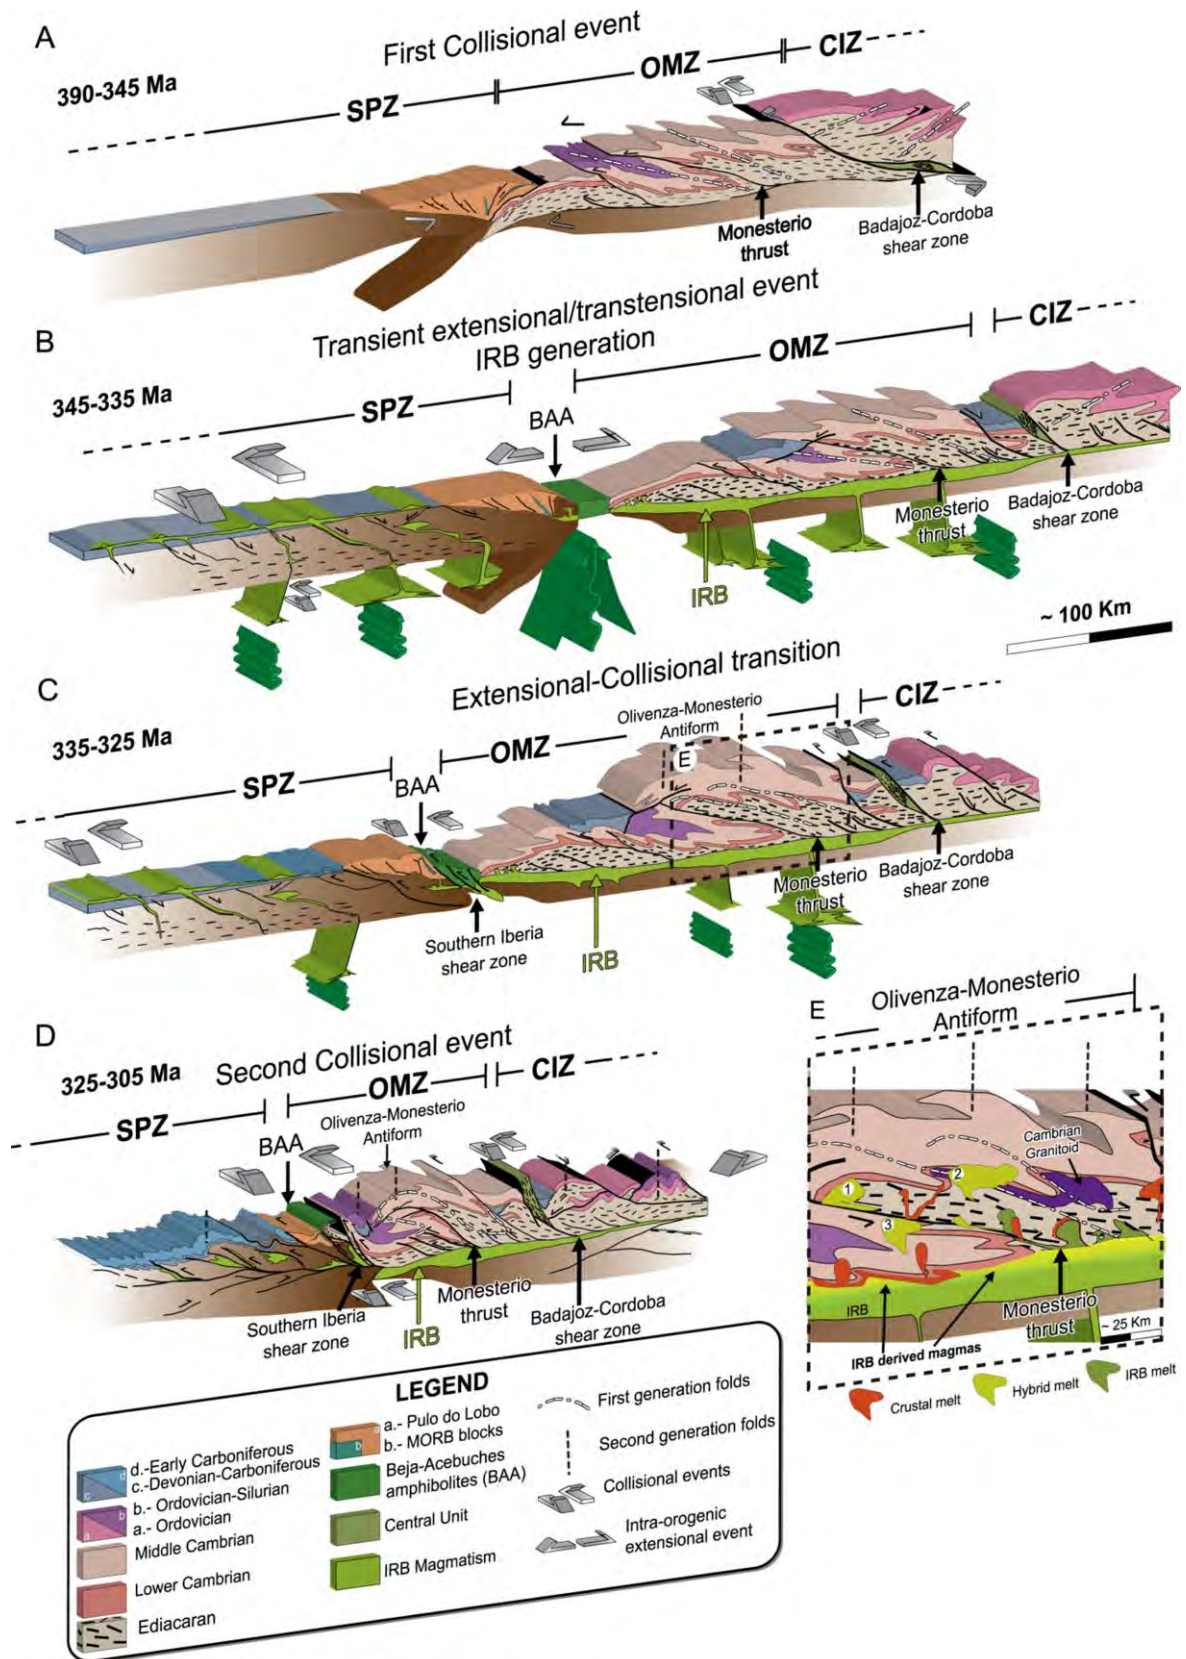 A
First Collisional event
390-345 Ma
SPZ
OMZ
CIZ
Monesterio
thrust
Badajoz-Cordoba
shear zone
B
Transient extensional/transtensional event
IRB generation
345-335 Ma
SPZ
BAA
OMZ
CIZ
Monesterio
thrust
Badajoz-Cordoba
shear zone
IRB
~ 100 Km
C
Extensional-Collisional transition
335-325 Ma
SPZ
BAA
OMZ
Olivenza-Monesterio
Antiform
CIZ
E
Monesterio
thrust
Badajoz-Cordoba
shear zone
Southern Iberia
shear zone
IRB
D
Second Collisional event
325-305 Ma
SPZ
BAA
OMZ
CIZ
Olivenza-Monesterio
Antiform
Southern Iberia
shear zone
IRB
Monesterio
thrust
Badajoz-Cordoba
shear zone
E
Olivenza-Monesterio
Antiform
Cambrian
Granitoid
1
2
3
IRB
Monesterio
thrust
~ 25 Km
IRB derived magmas
Crustal melt
Hybrid melt
IRB melt
LEGEND
d
c
d.-Early Carboniferous
c.-Devonian-Carboniferous
b
a
b.- Ordovician-Silurian
a.- Ordovician
Middle Cambrian
Lower Cambrian
Ediacaran
a
b
a.- Pulo do Lobo
b.- MORB blocks
Beja-Acebuches
amphibolites (BAA)
Central Unit
IRB Magmatism
First generation folds
Second generation folds
Collisional events
Intra-orogenic
extensional event